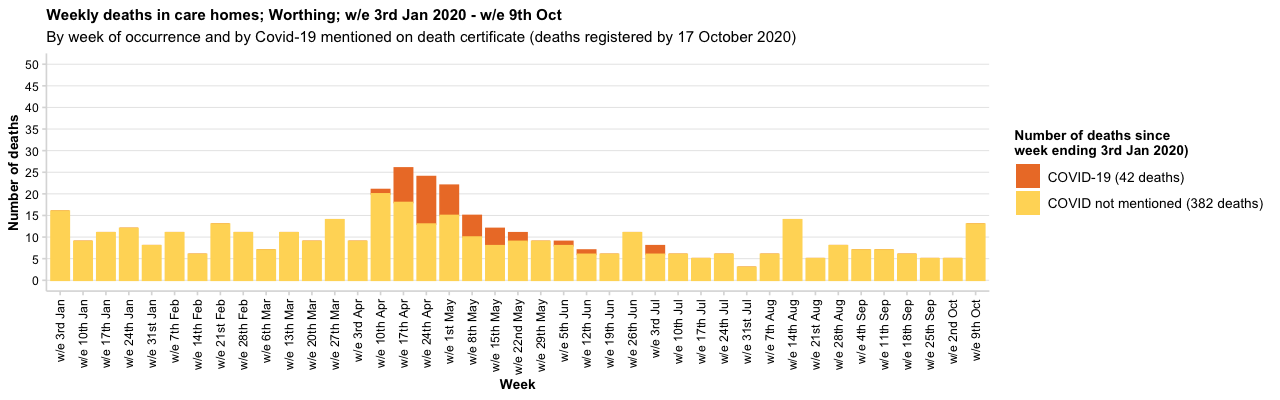 Weekly deaths in care homes; Worthing; w/e 3rd Jan 2020 - w/e 9th Oct
By week of occurrence and by Covid-19 mentioned on death certificate (deaths registered by 17 October 2020)
Number of deaths
50
45
40
35
30
25
20
15
10
5
0
w/e 3rd Jan
w/e 10th Jan
w/e 17th Jan
w/e 24th Jan
w/e 31st Jan
w/e 7th Feb
w/e 14th Feb
w/e 21st Feb
w/e 28th Feb
w/e 6th Mar
w/e 13th Mar
w/e 20th Mar
w/e 27th Mar
w/e 3rd Apr
w/e 10th Apr
w/e 17th Apr
w/e 24th Apr
w/e 1st May
w/e 8th May
w/e 15th May
w/e 22nd May
w/e 29th May
w/e 5th Jun
w/e 12th Jun
w/e 19th Jun
w/e 26th Jun
w/e 3rd Jul
w/e 10th Jul
w/e 17th Jul
w/e 24th Jul
w/e 31st Jul
w/e 7th Aug
w/e 14th Aug
w/e 21st Aug
w/e 28th Aug
w/e 4th Sep
w/e 11th Sep
w/e 18th Sep
w/e 25th Sep
w/e 2nd Oct
w/e 9th Oct
Week
Number of deaths since
week ending 3rd Jan 2020)
COVID-19 (42 deaths)
COVID not mentioned (382 deaths)